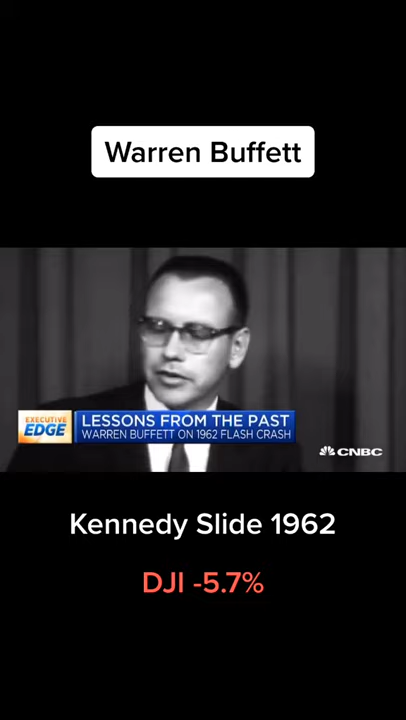 Warren Buffett
EXECUTIVE
EDGE
LESSONS FROM THE PAST
WARREN BUFFETT ON 1962 FLASH CRASH
CNBC
Kennedy Slide 1962
DJI -5.7%